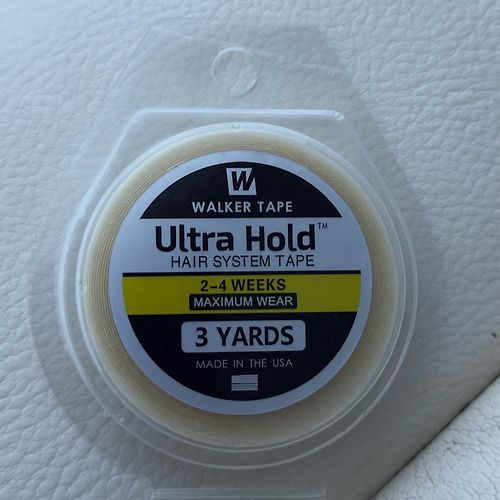 W
WALKER TAPE
Ultra Hold™
HAIR SYSTEM TAPE
2-4 WEEKS
MAXIMUM WEAR
3 YARDS
MADE IN THE USA